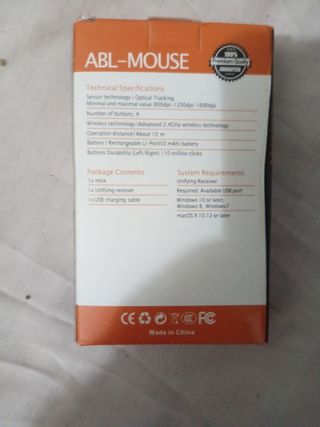 ABL-MOUSE
100%
Premium Quality
GUARANTEE
Technical Specifications
Sensor technology | Optical Tracking
Minimal and maximal value: 800dpi-1200dpi-1600dpi
Number of buttons: 4
Wireless technology | Advanced 2.4GHz wireless technology
Operation distance | About 10 m
Battery | Rechargeable Li-Po(450 mAh) battery
Buttons Durability (Left/Right) | 10 million clicks
Package Contents
1x mice
1x Unifying receiver
1x USB charging cable
System Requirements
Unifying Receiver
Required: Available USB port
Windows 10 or later,
Windows 8, Windows7
macOS X 10.12 or later
CE
FC
Made in China